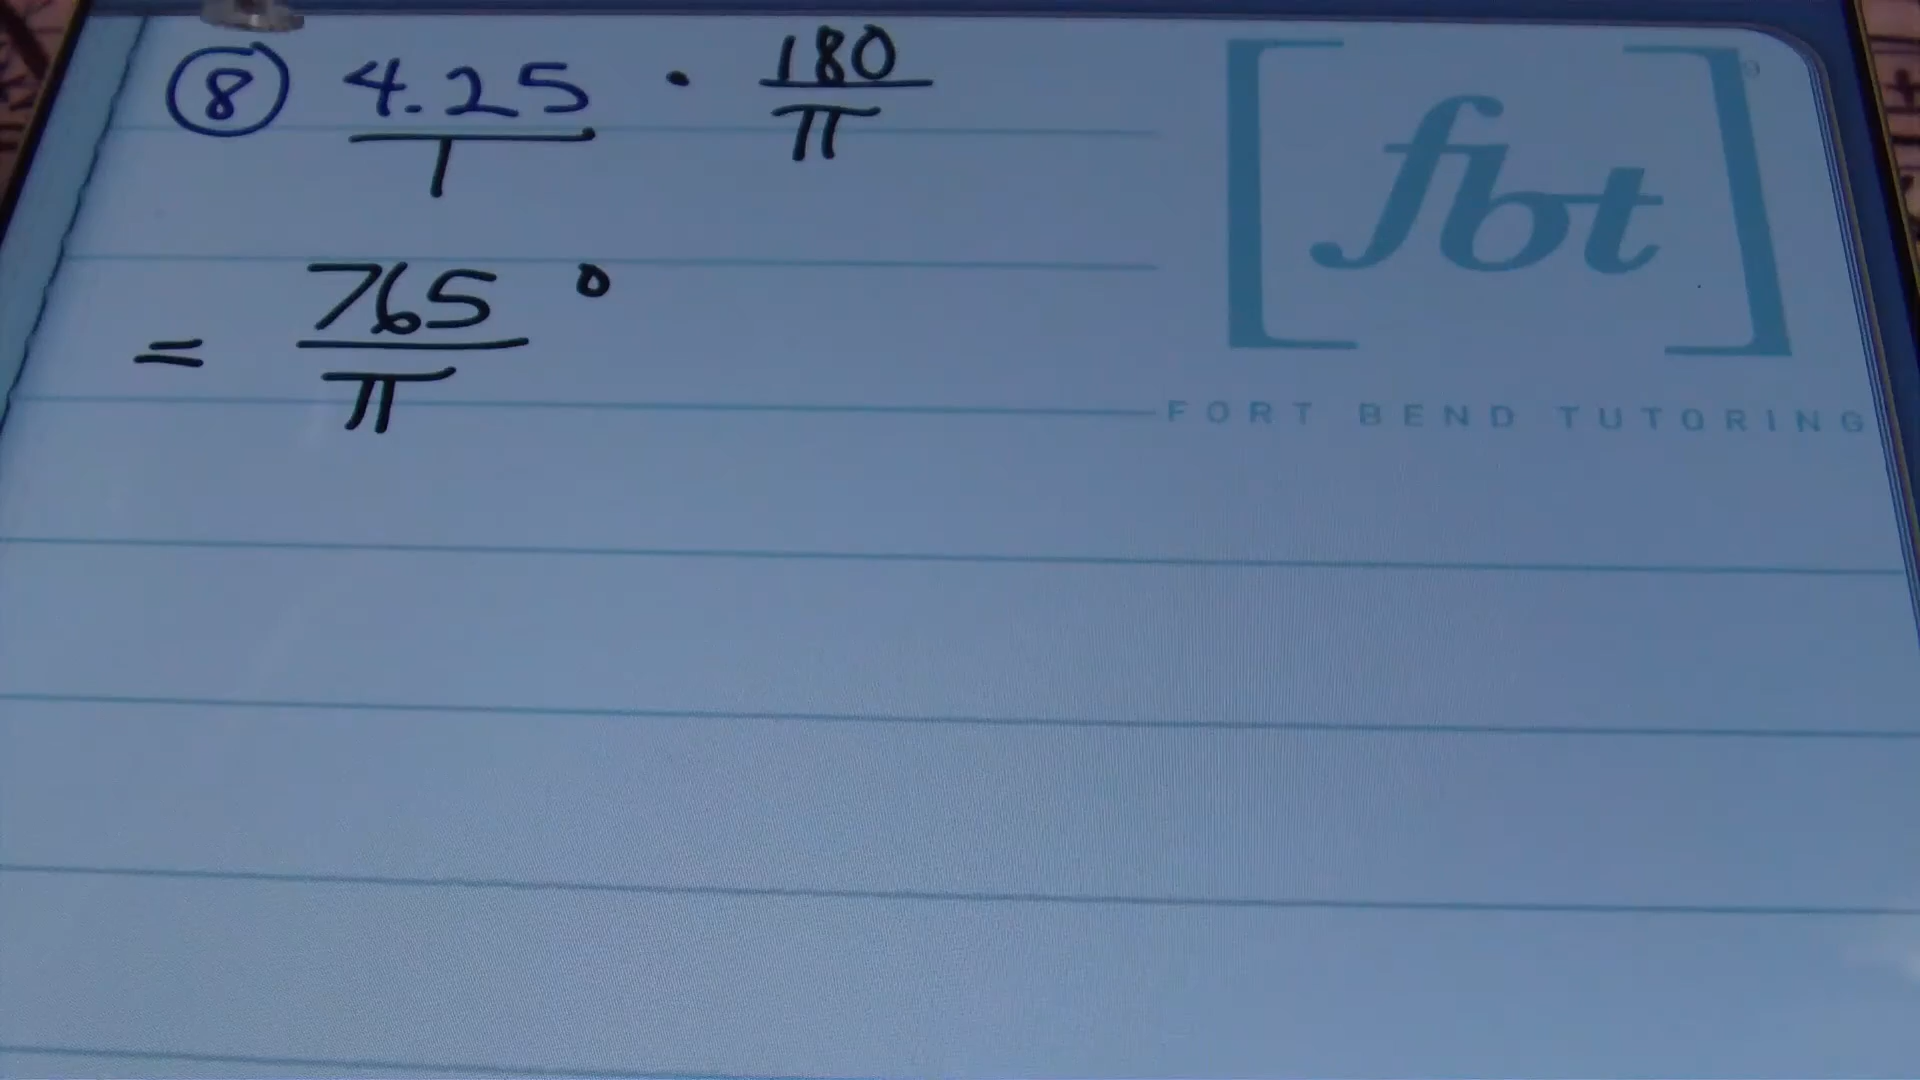 ⑧ 4.25/1 · 180/π
= 765/π °
[fbt]
FORT BEND TUTORING